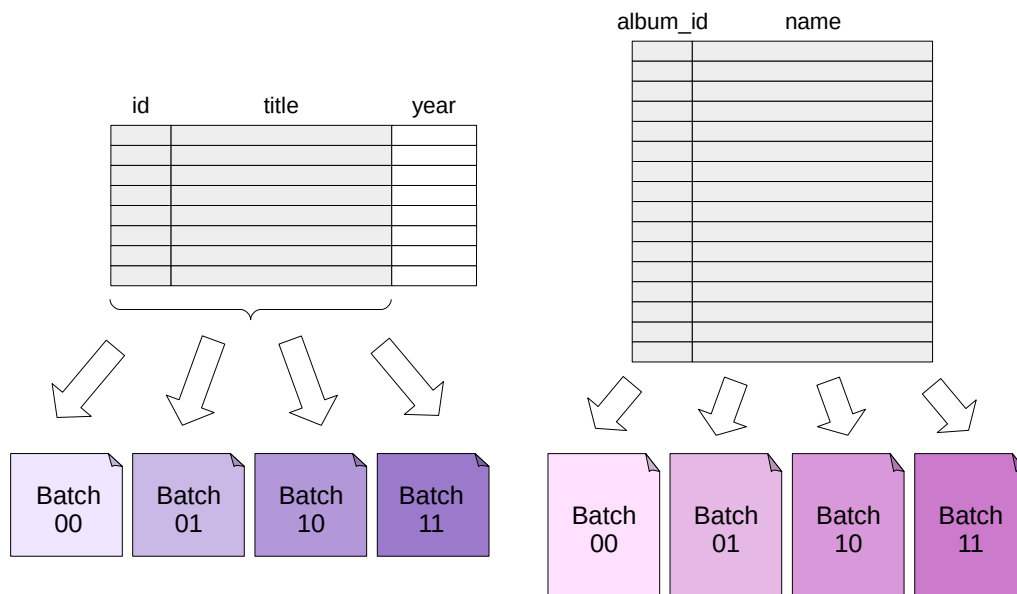 id title year
Batch
00
Batch
01
Batch
10
Batch
11
album_id name
Batch
00
Batch
01
Batch
10
Batch
11